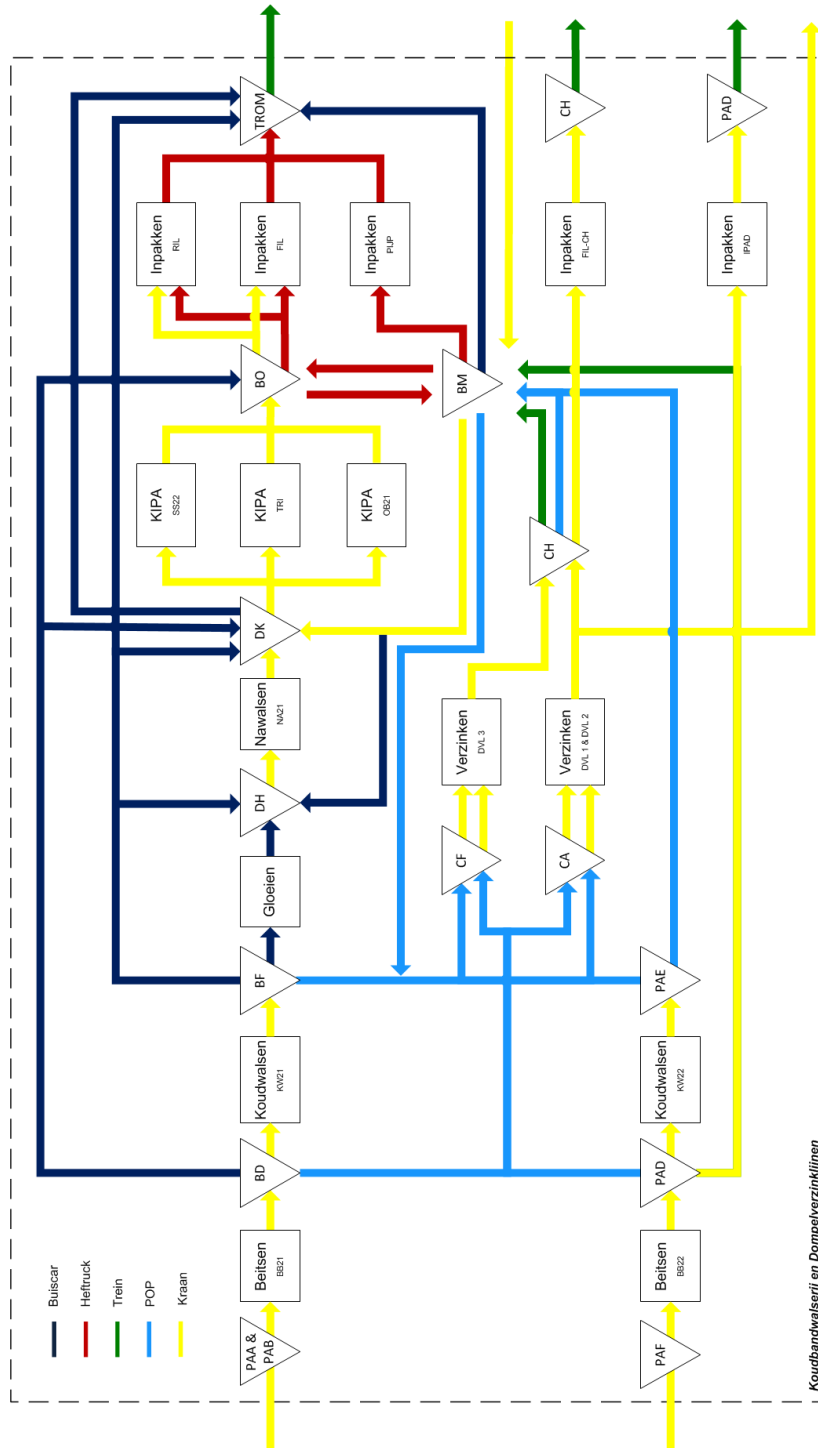 Buiscar
Heftruck
Trein
POP
Kraan
PAA &
PAB
Beitsen
BB21
BD
Koudwalsen
KW21
BF
Gloeien
DH
Nawalsen
NA21
DK
KIPA
SS22
KIPA
TRI
KIPA
OB21
BO
Inpakken
RIL
Inpakken
FIL
Inpakken
PUP
TROM
BM
CF
Verzinken
DVL 3
CA
Verzinken
DVL 1 & DVL 2
CH
Inpakken
FIL-CH
CH
PAF
Beitsen
BB22
PAD
Koudwalsen
KW22
PAE
Inpakken
IPAD
PAD
Koudbandwalserij en Dompelverzinklijnen